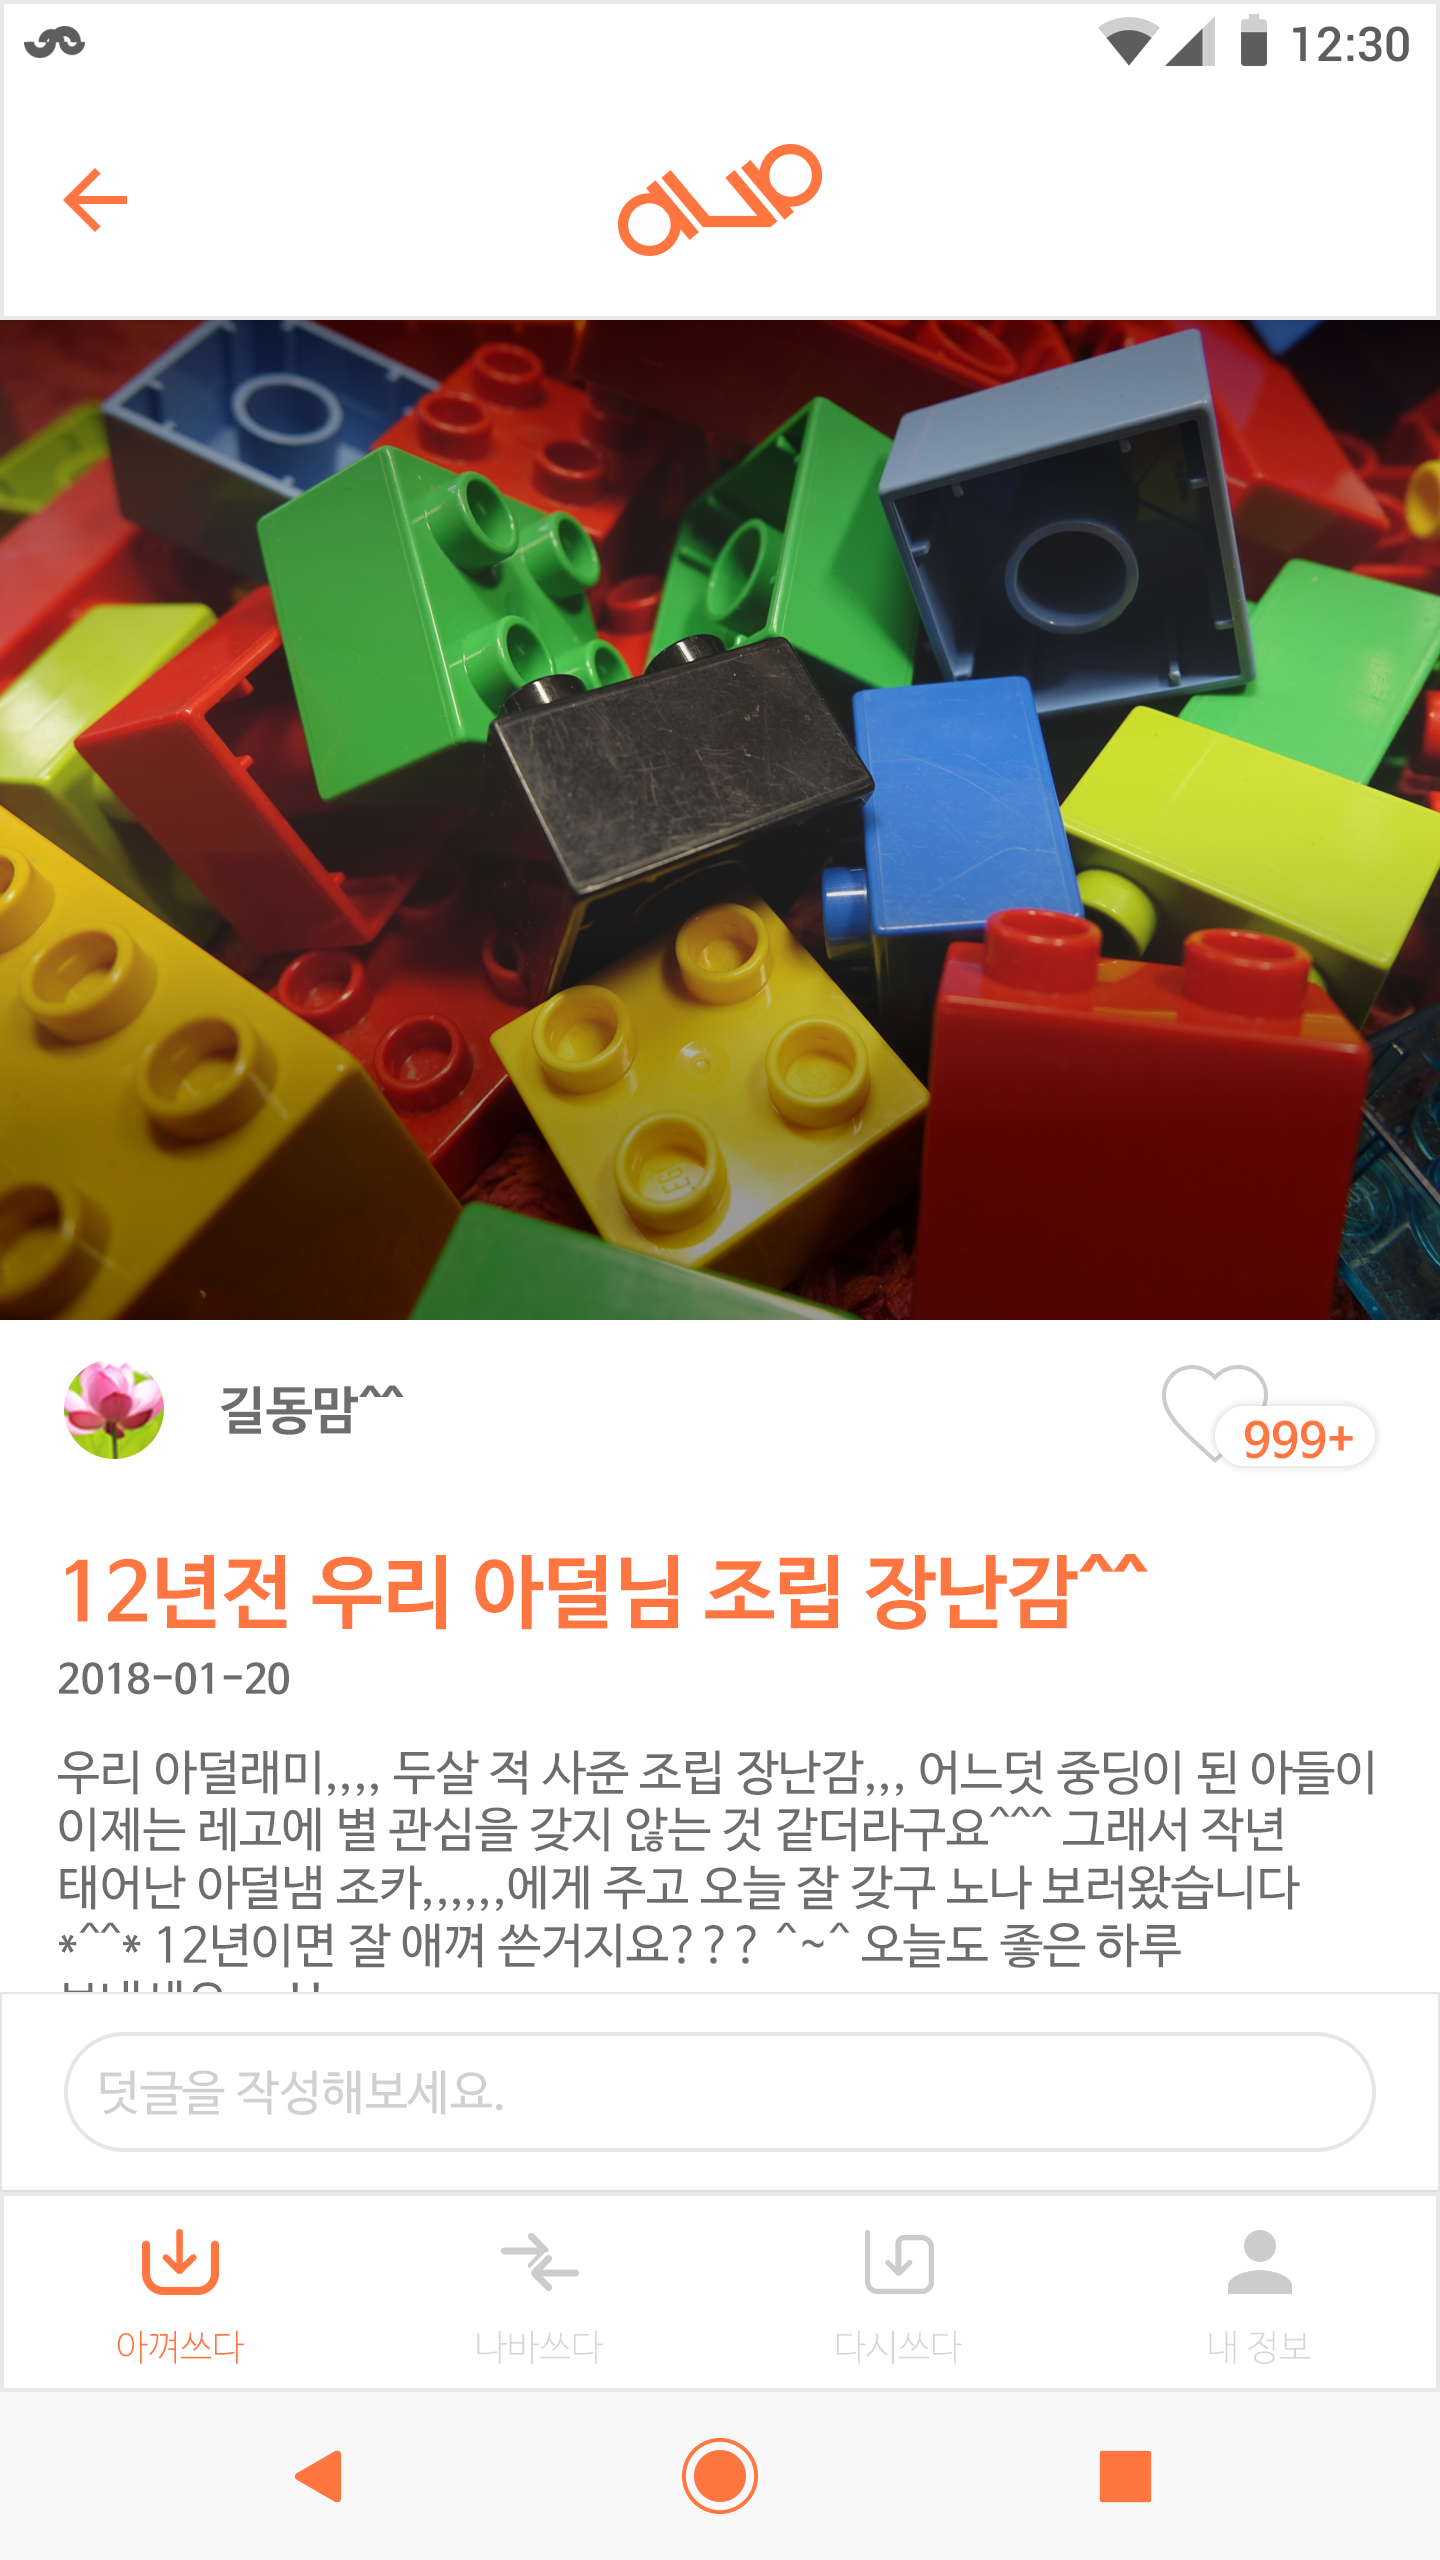 12:30
길동맘^^
999+
12년전 우리 아덜님 조립 장난감^^
2018-01-20
우리 아덜래미,,,, 두살 적 사준 조립 장난감,,, 어느덧 중딩이 된 아들이
이제는 레고에 별 관심을 갖지 않는 것 같더라구요^^^ 그래서 작년
태어난 아덜냄 조카,,,,,,에게 주고 오늘 잘 갖구 노나 보러왔습니다
*^^* 12년이면 잘 애껴 쓴거지요??? ^~^ 오늘도 좋은 하루
덧글을 작성해보세요.
아껴쓰다 나바쓰다 다시쓰다 내 정보